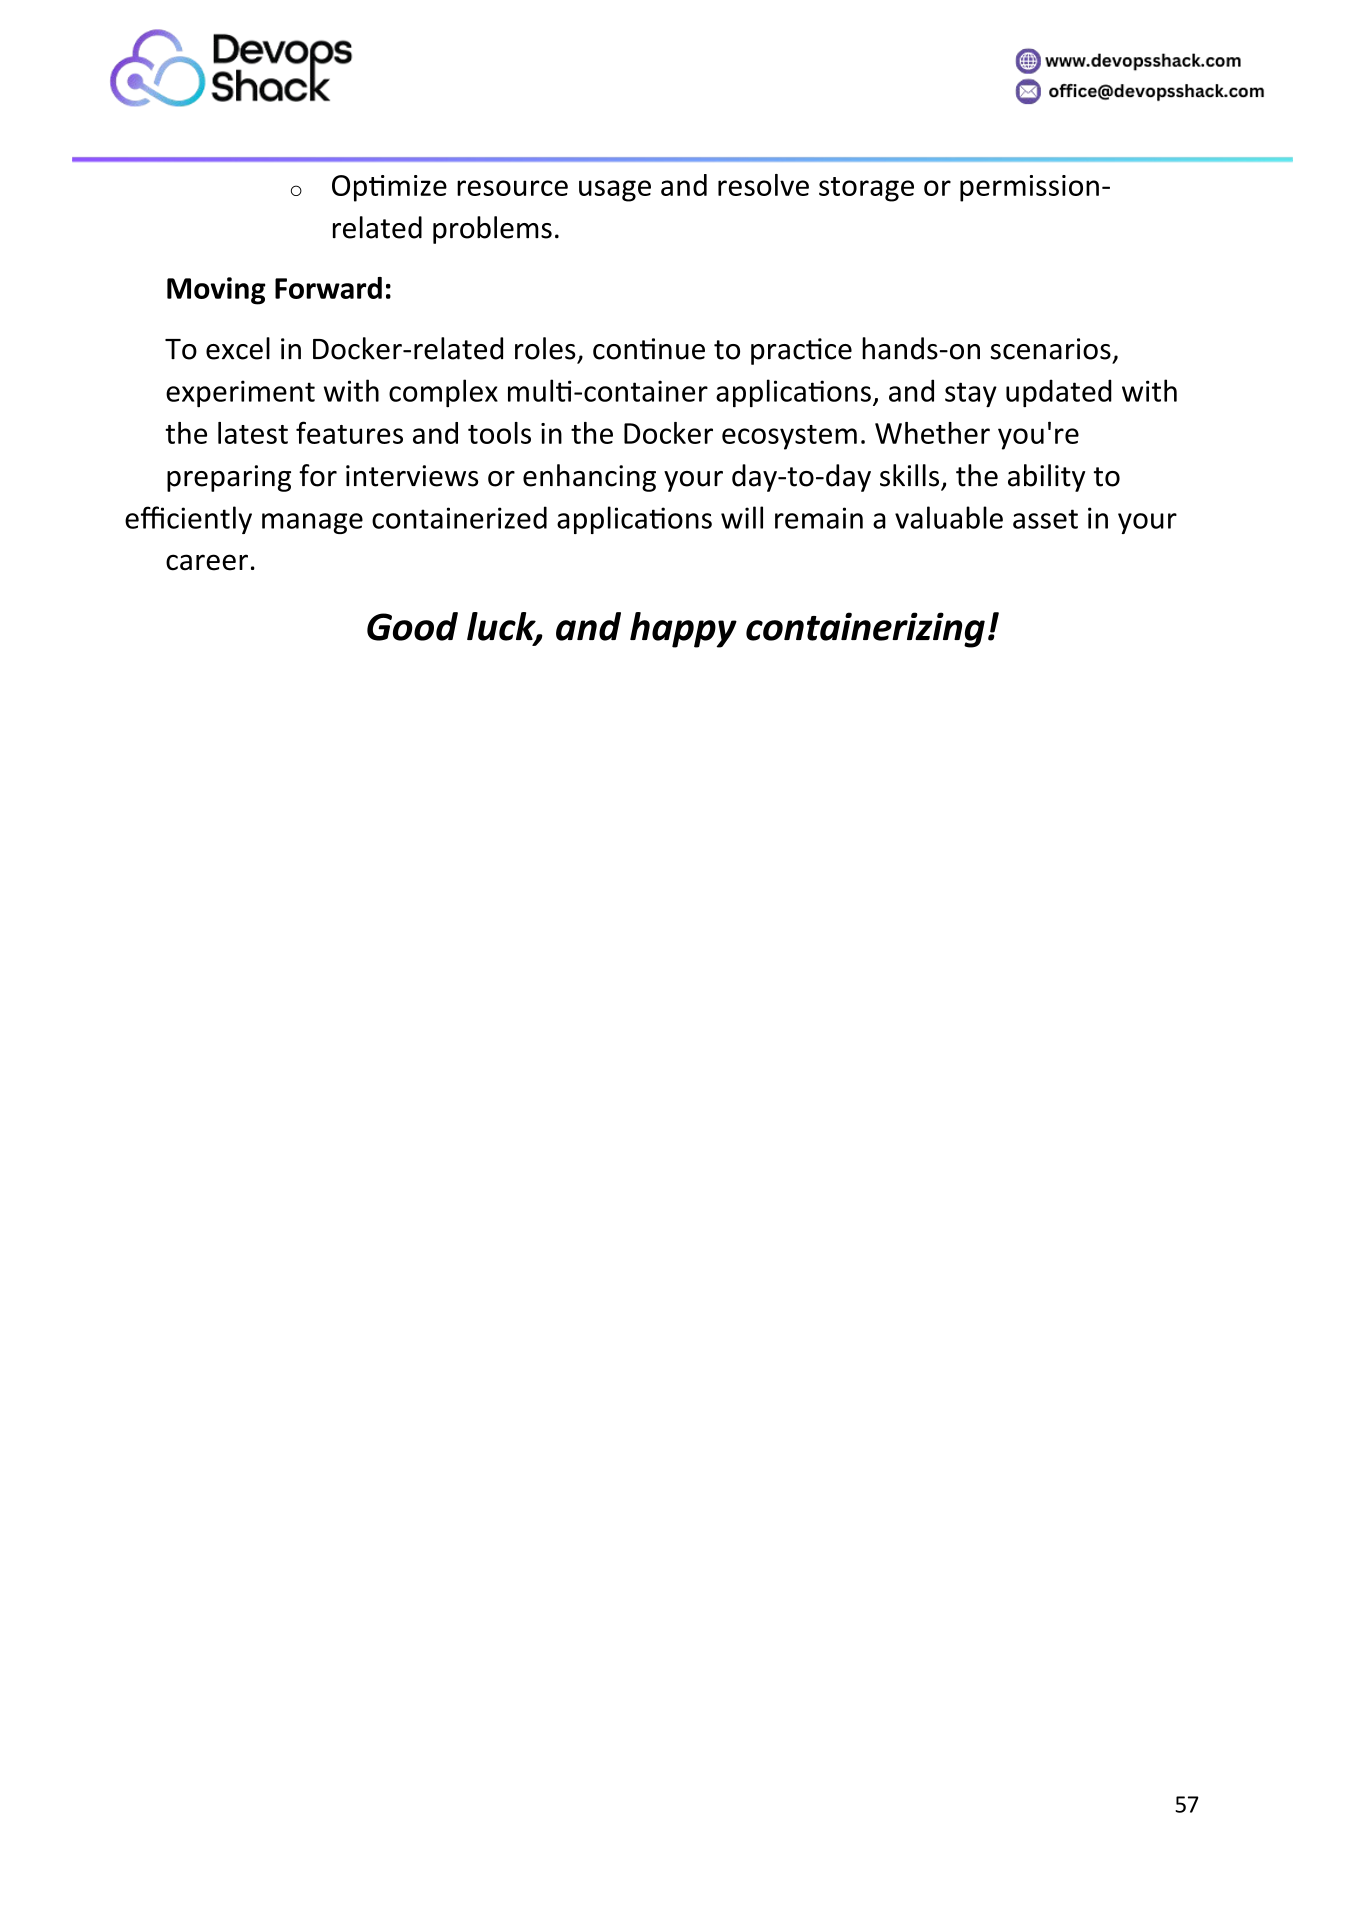 Devops
Shack
www.devopsshack.com
office@devopsshack.com
○ Optimize resource usage and resolve storage or permission-
related problems.
Moving Forward:
To excel in Docker-related roles, continue to practice hands-on scenarios,
experiment with complex multi-container applications, and stay updated with
the latest features and tools in the Docker ecosystem. Whether you're
preparing for interviews or enhancing your day-to-day skills, the ability to
efficiently manage containerized applications will remain a valuable asset in your
career.
Good luck, and happy containerizing!
57